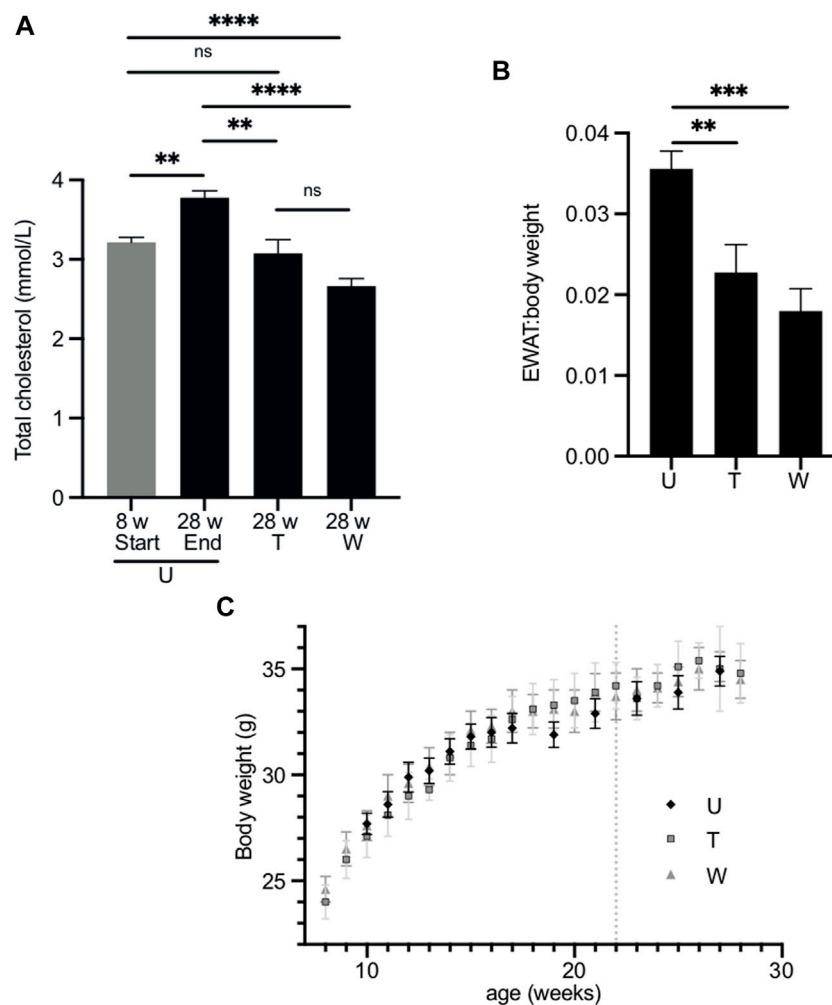 A
****
ns
****
**
**
ns
Total cholesterol (mmol/L)
4
3
2
1
0
8 w 28 w 28 w 28 w
Start End T W
U
B
***
**
EWAT:body weight
0.04
0.03
0.02
0.01
0.00
U T W
C
Body weight (g)
35
30
25
U
T
W
10 20 30
age (weeks)